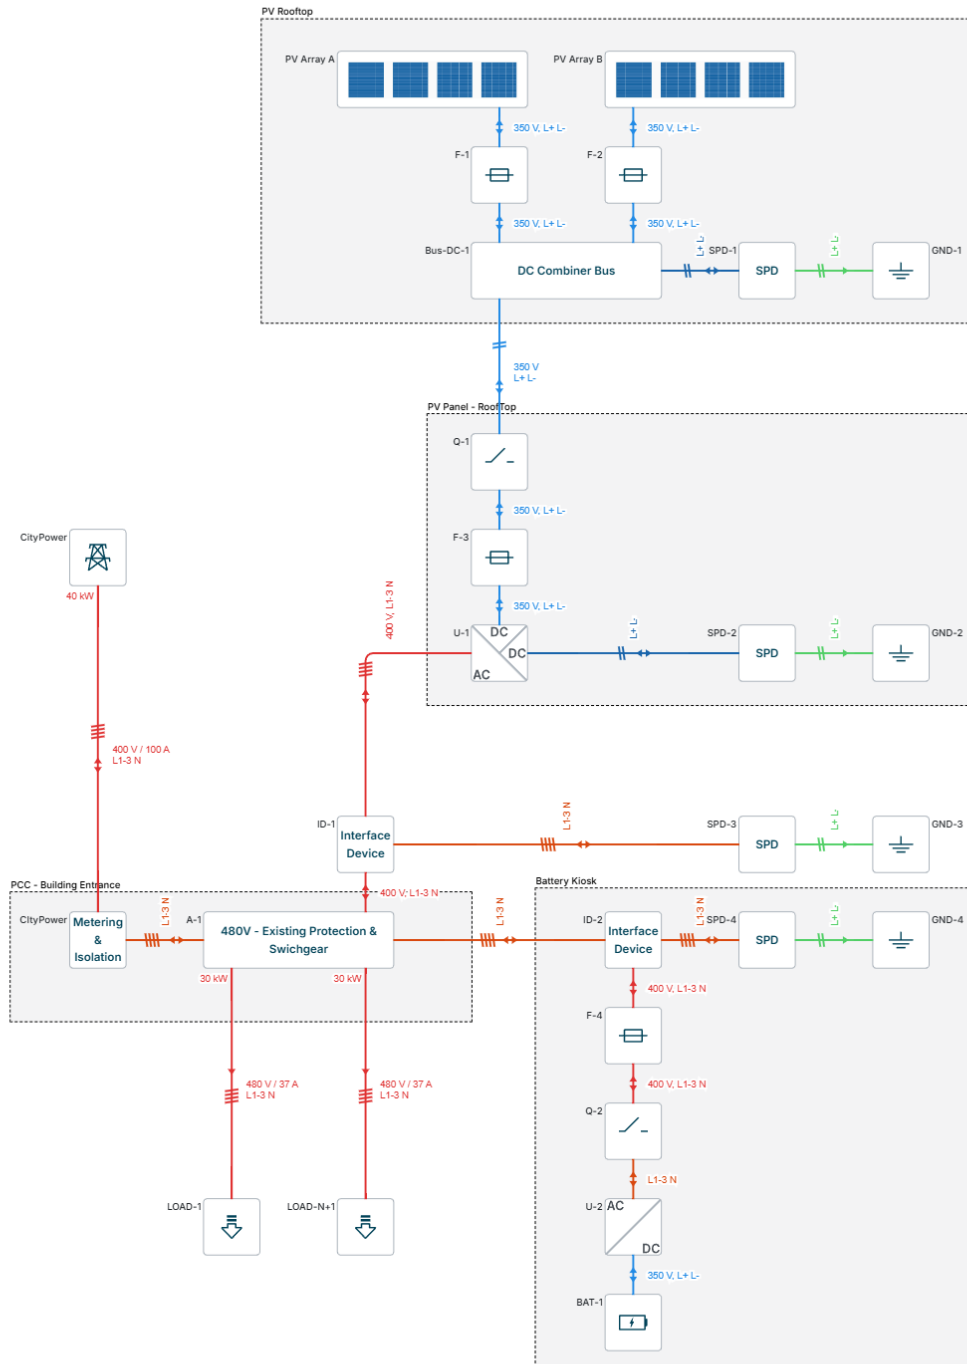 PV Rooftop
PV Array A
PV Array B
350 V, L+ L-
350 V, L+ L-
F-1
F-2
350 V, L+ L-
350 V, L+ L-
Bus-DC-1
DC Combiner Bus
L+ L-
SPD-1
SPD
L+ L-
GND-1
350 V
L+ L-
PV Panel - RoofTop
Q-1
350 V, L+ L-
CityPower
F-3
40 kW
400 V, L1-3 N
350 V, L+ L-
U-1
DC
DC
AC
L+ L-
SPD-2
SPD
L+ L-
GND-2
400 V / 100 A
L1-3 N
ID-1
Interface
Device
L1-3 N
SPD-3
SPD
L+ L-
GND-3
PCC - Building Entrance
400 V, L1-3 N
Battery Kiosk
CItyPower
Metering
&
Isolation
L1-3 N
A-1
480V - Existing Protection &
Swichgear
L1-3 N
ID-2
Interface
Device
L1-3 N
SPD-4
SPD
L+ L-
GND-4
30 kW
30 kW
400 V, L1-3 N
F-4
480 V / 37 A
L1-3 N
480 V / 37 A
L1-3 N
400 V, L1-3 N
Q-2
L1-3 N
LOAD-1
LOAD-N+1
U-2
AC
DC
350 V, L+ L-
BAT-1